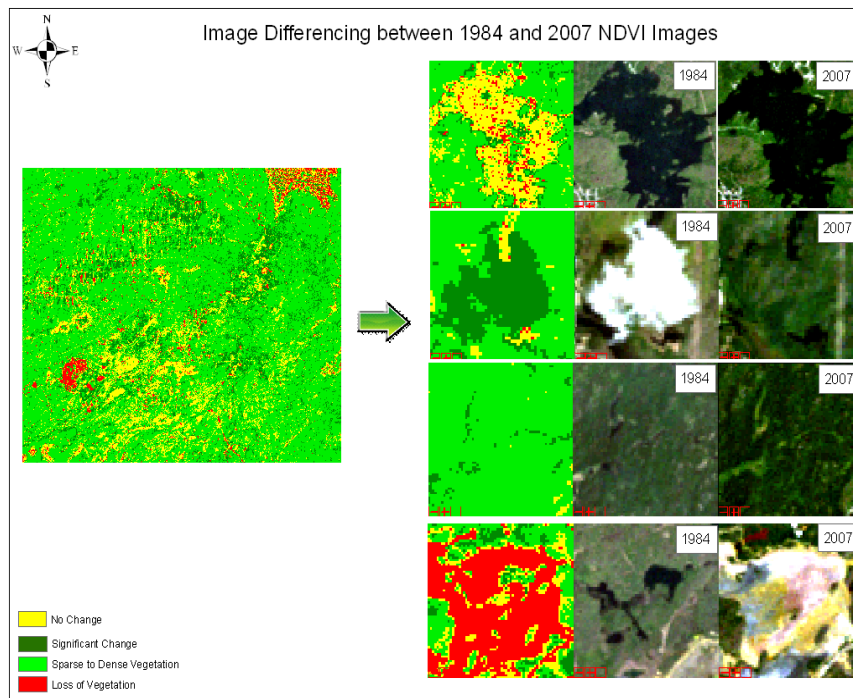 Image Differencing between 1984 and 2007 NDVI Images
N
W E
S
1984 2007
1984 2007
1984 2007
1984 2007
No Change
Significant Change
Sparse to Dense Vegetation
Loss of Vegetation